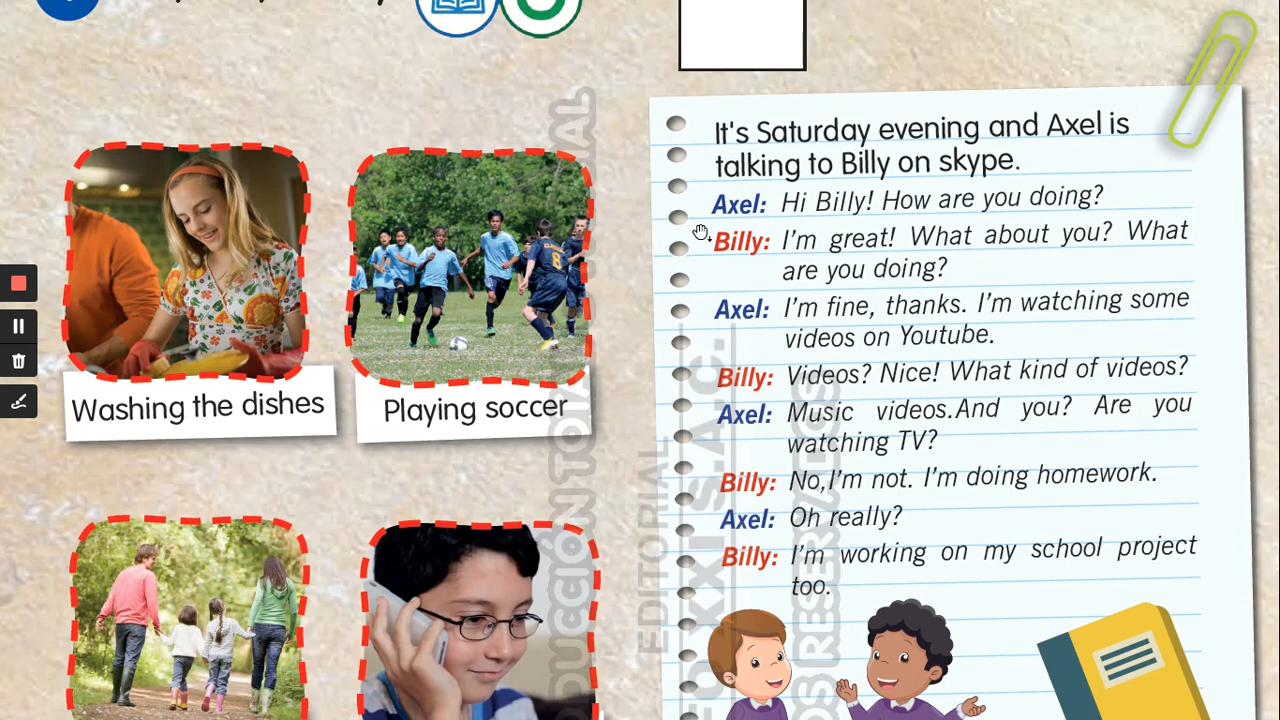 Washing the dishes
Playing soccer
It's Saturday evening and Axel is
talking to Billy on skype.
Axel: Hi Billy! How are you doing?
Billy: I'm great! What about you? What
are you doing?
Axel: I'm fine, thanks. I'm watching some
videos on Youtube.
Billy: Videos? Nice! What kind of videos?
Axel: Music videos.And you? Are you
watching TV?
Billy: No,I'm not. I'm doing homework.
Axel: Oh really?
Billy: I'm working on my school project
too.
EDITORIAL
8